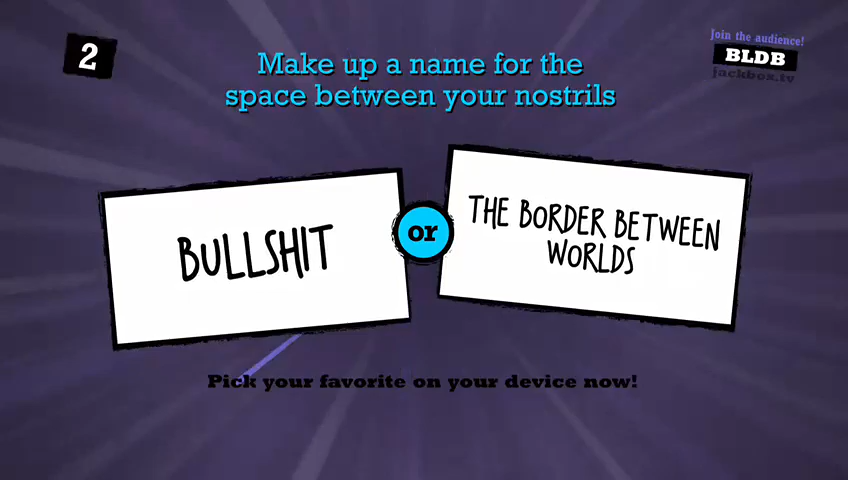 2
Join the audience!
BLDB
jackbox.tv
Make up a name for the
space between your nostrils
BULLSHIT
or
THE BORDER BETWEEN
WORLDS
Pick your favorite on your device now!